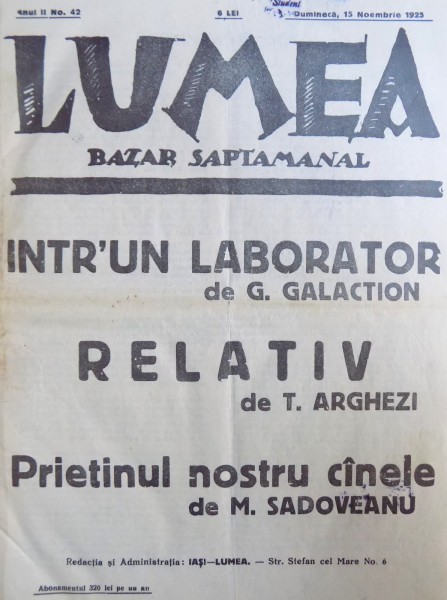 Anul II No. 42 6 LEI Duminecă, 15 Noembrie 1925
Student
LUMEA
BAZAR SAPTAMANAL
INTR'UN LABORATOR
de G. GALACTION
RELATIV
de T. ARGHEZI
Prietinul nostru cînele
de M. SADOVEANU
Redacția și Administrația: IAȘI—LUMEA. — Str. Stefan cel Mare No. 6
Abonamentul 320 lei pe un an